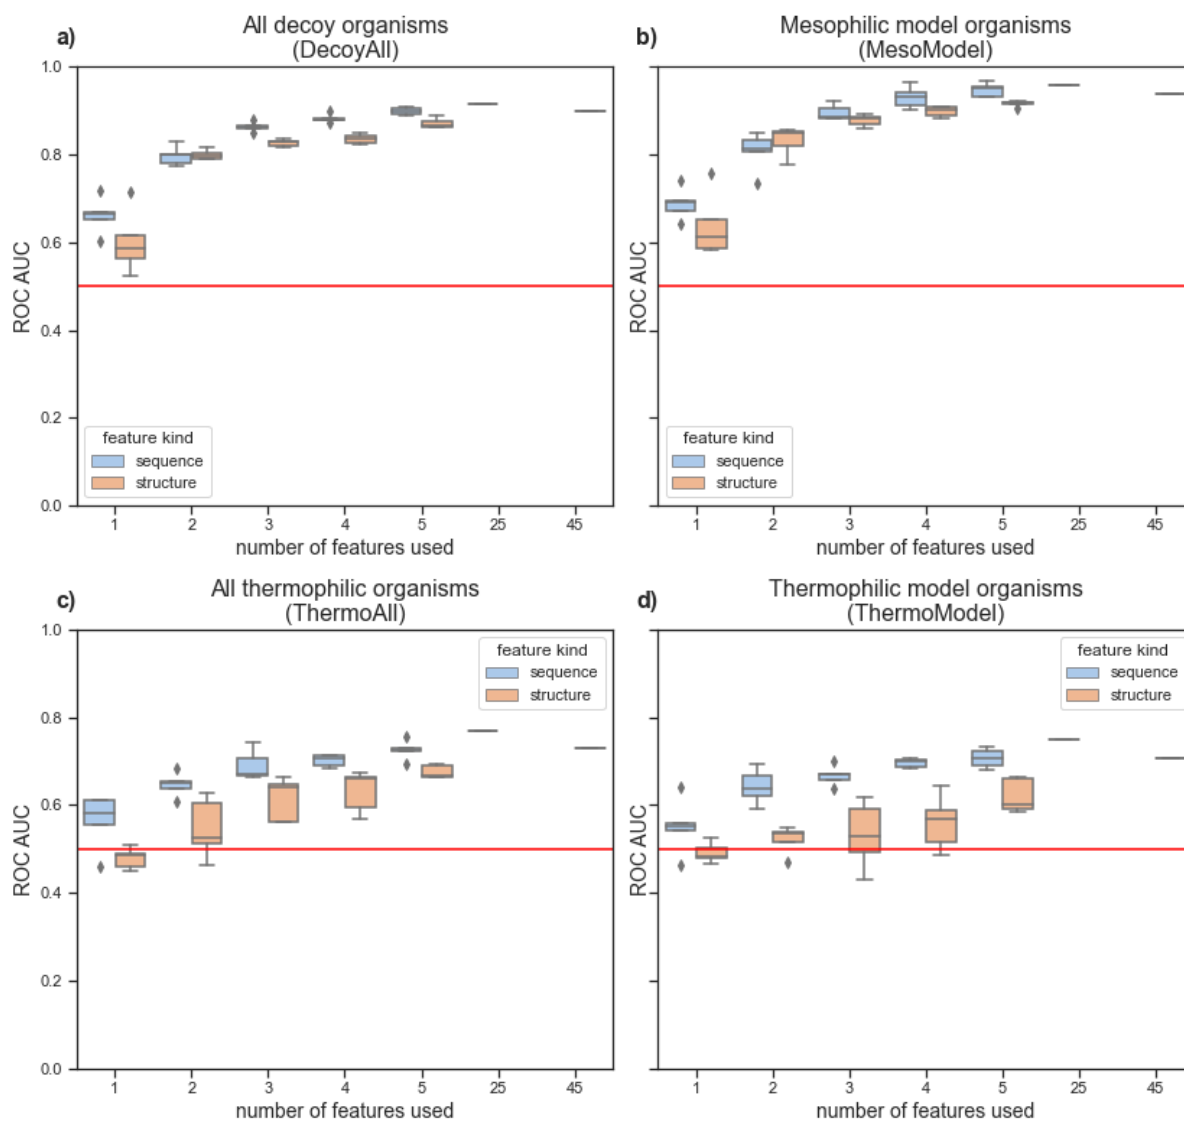 a)
All decoy organisms
(DecoyAll)
1.0
0.8
0.6
0.4
0.2
0.0
ROC AUC
feature kind
sequence
structure
1 2 3 4 5 25 45
number of features used
b)
Mesophilic model organisms
(MesoModel)
ROC AUC
feature kind
sequence
structure
1 2 3 4 5 25 45
number of features used
c)
All thermophilic organisms
(ThermoAll)
1.0
0.8
0.6
0.4
0.2
0.0
ROC AUC
feature kind
sequence
structure
1 2 3 4 5 25 45
number of features used
d)
Thermophilic model organisms
(ThermoModel)
ROC AUC
feature kind
sequence
structure
1 2 3 4 5 25 45
number of features used